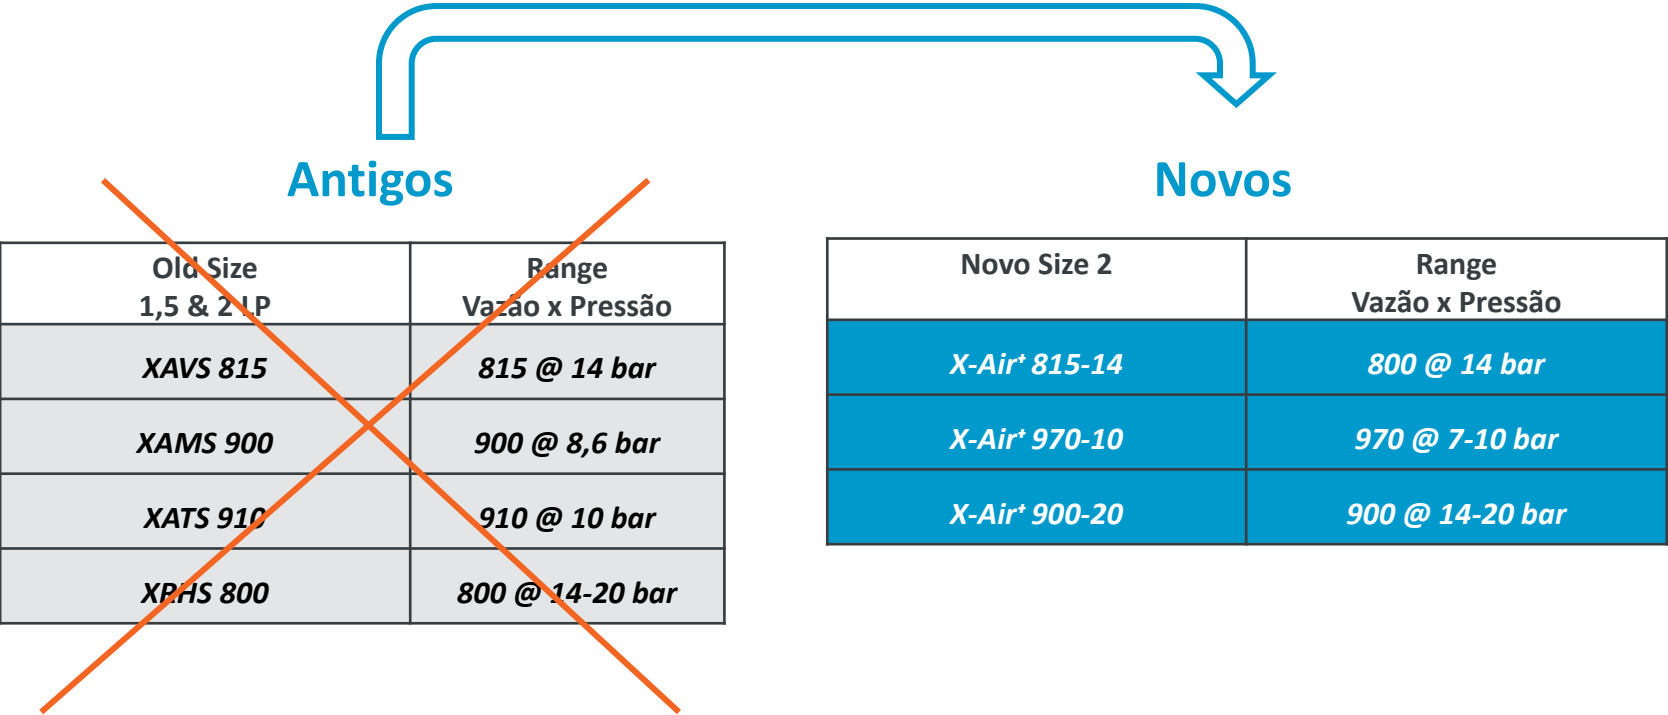 Antigos
Novos
Old Size Range
1,5 & 2 I.P Vazão x Pressão
XAVS 815 815 @ 14 bar
XAMS 900 900 @ 8,6 bar
XATS 910 910 @ 10 bar
XRHS 800 800 @ 14-20 bar
Novo Size 2 Range
Vazão x Pressão
X-Air⁺ 815-14 800 @ 14 bar
X-Air⁺ 970-10 970 @ 7-10 bar
X-Air⁺ 900-20 900 @ 14-20 bar